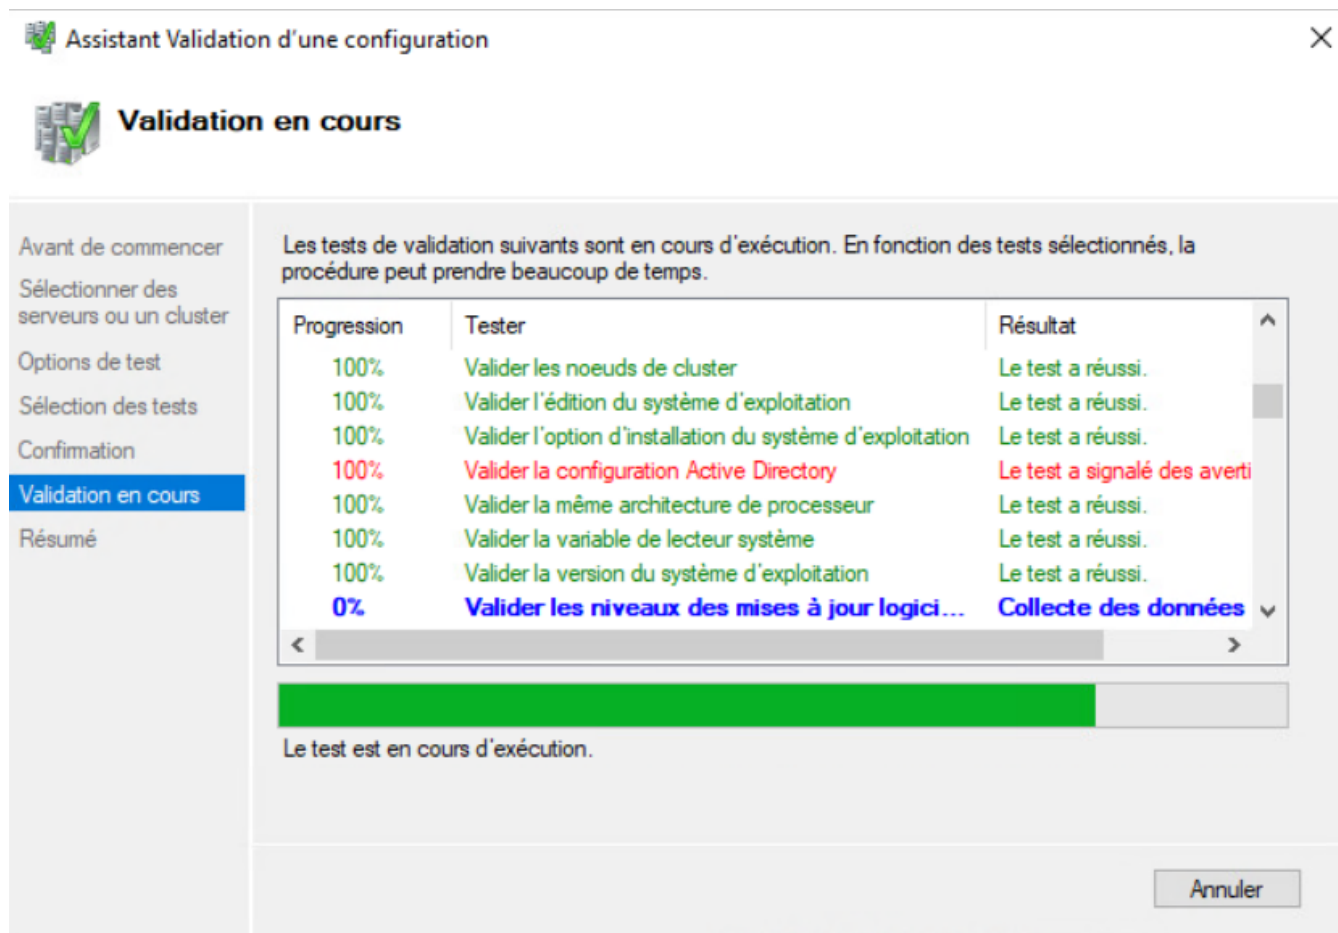 Assistant Validation d'une configuration
Validation en cours
Avant de commencer
Sélectionner des
serveurs ou un cluster
Options de test
Sélection des tests
Confirmation
Validation en cours
Résumé
Les tests de validation suivants sont en cours d'exécution. En fonction des tests sélectionnés, la
procédure peut prendre beaucoup de temps.
Progression Tester Résultat
100% Valider les noeuds de cluster Le test a réussi.
100% Valider l'édition du système d'exploitation Le test a réussi.
100% Valider l'option d'installation du système d'exploitation Le test a réussi.
100% Valider la configuration Active Directory Le test a signalé des averti
100% Valider la même architecture de processeur Le test a réussi.
100% Valider la variable de lecteur système Le test a réussi.
100% Valider la version du système d'exploitation Le test a réussi.
0% Valider les niveaux des mises à jour logici... Collecte des données
Le test est en cours d'exécution.
Annuler